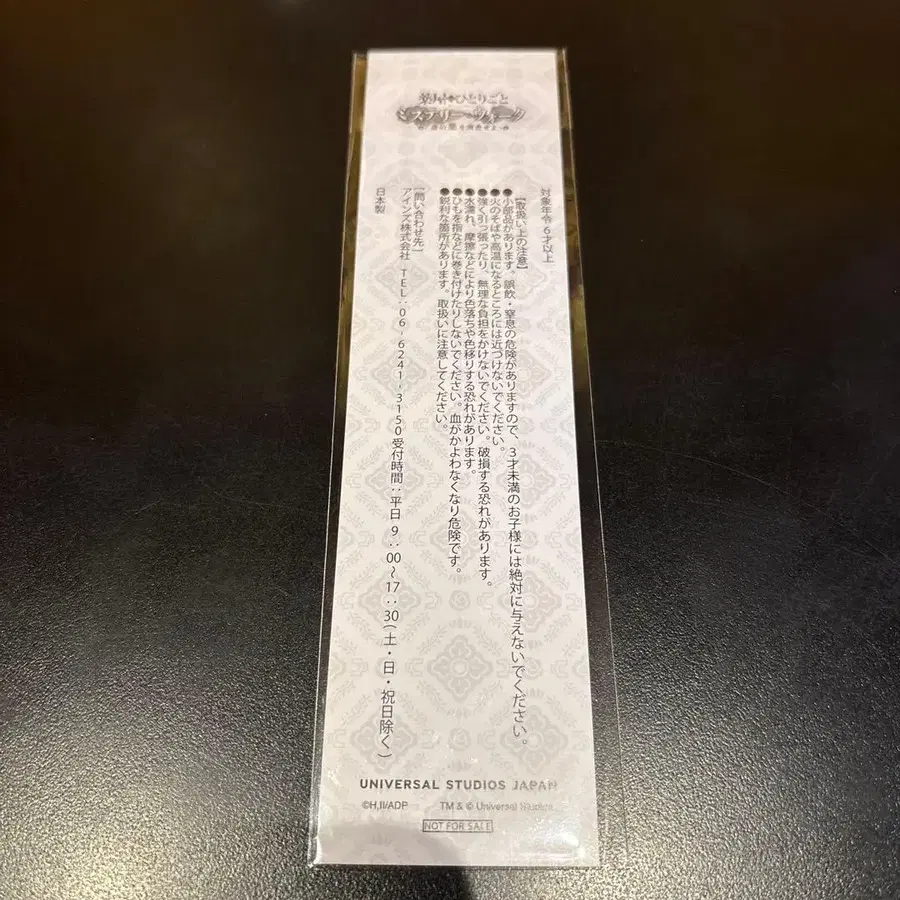 薬屋のひとりごと
ミステリー・ウォーク
対象年令 6才以上
【取扱い上の注意】
●小部品があります。誤飲・窒息の危険がありますので、3才未満のお子様には絶対に与えないでください。
●火のそばや高温になるところには近づけないでください。
●強く引っ張ったり、無理な負担をかけないでください。破損する恐れがあります。
●水濡れ、摩擦などにより色落ちや色移りする恐れがあります。
●ひもを指などに巻き付けたりしないでください。血がかよわなくなり危険です。
●鋭利な箇所があります。取扱いに注意してください。
【問い合わせ先】
アインズ株式会社 TEL:06-6241-3150 受付時間:平日 9:00~17:30(土・日・祝日除く)
日本製
UNIVERSAL STUDIOS JAPAN
©H,II/ADP TM & © Universal Studios
NOT FOR SALE